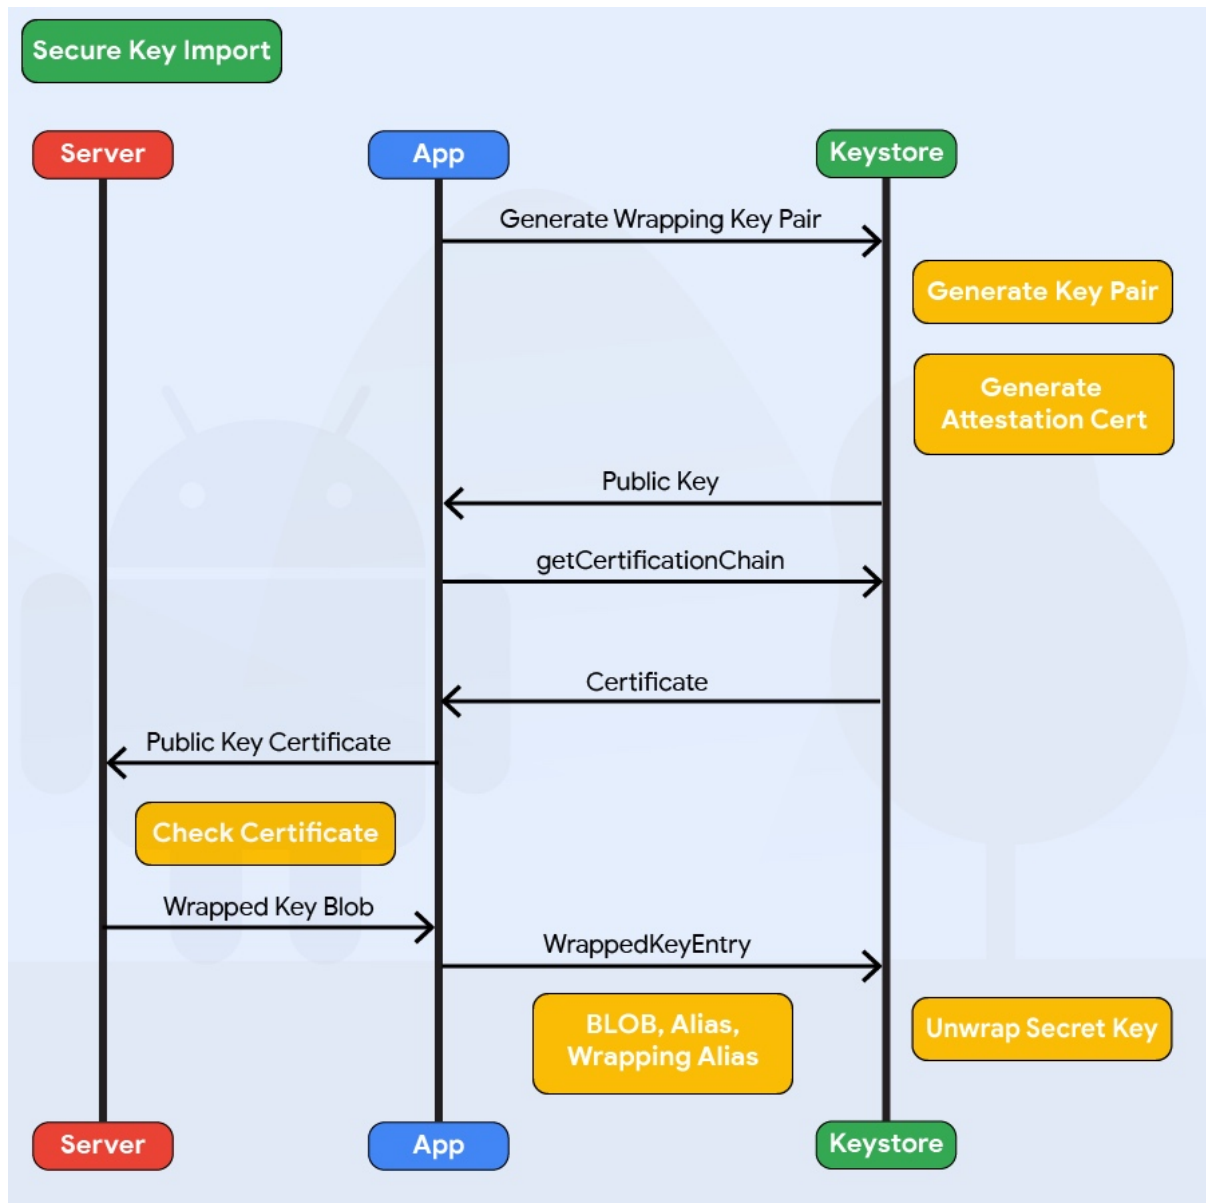 Secure Key Import
Server
App
Keystore
Generate Wrapping Key Pair
Generate Key Pair
Generate
Attestation Cert
Public Key
getCertificationChain
Certificate
Public Key Certificate
Check Certificate
Wrapped Key Blob
WrappedKeyEntry
BLOB, Alias,
Wrapping Alias
Unwrap Secret Key
Server
App
Keystore